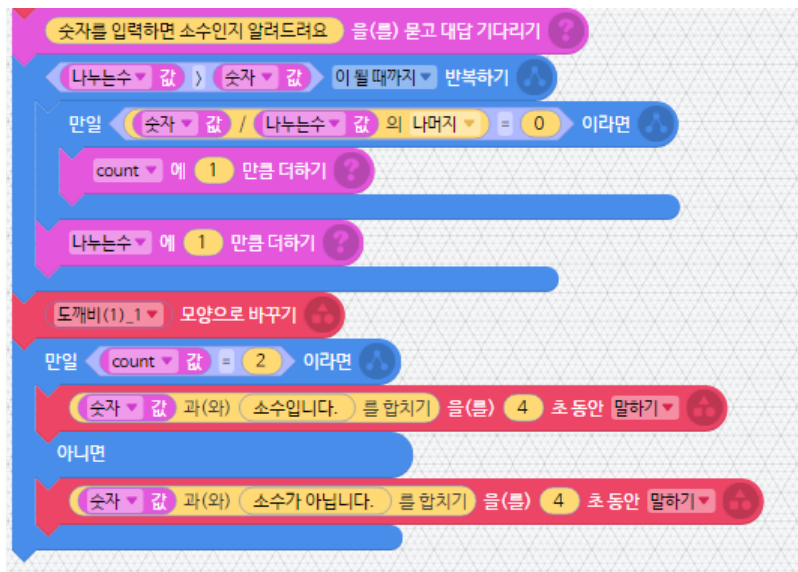 숫자를 입력하면 소수인지 알려드려요 을(를) 묻고 대답 기다리기 ?
나누는수 값 > 숫자 값 이 될 때까지 반복하기
만일 숫자 값 / 나누는수 값 의 나머지 = 0 이라면
count 에 1 만큼 더하기 ?
나누는수 에 1 만큼 더하기 ?
도깨비(1)_1 모양으로 바꾸기
만일 count 값 = 2 이라면
숫자 값 과(와) 소수입니다. 를 합치기 을(를) 4 초 동안 말하기
아니면
숫자 값 과(와) 소수가 아닙니다. 를 합치기 을(를) 4 초 동안 말하기